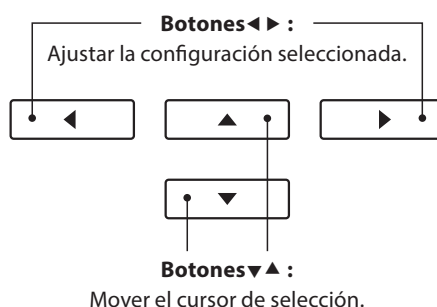 Botones◀ ▶ :
Ajustar la configuración seleccionada.
Botones▼▲ :
Mover el cursor de selección.